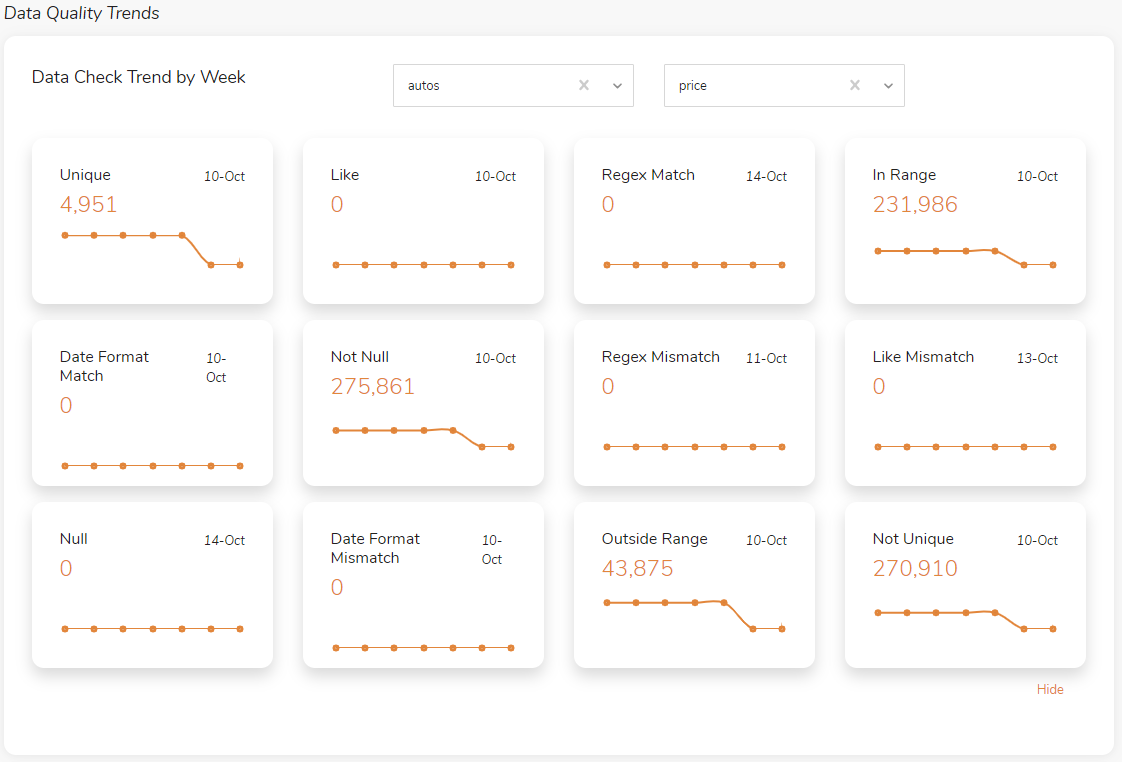 Data Quality Trends
Data Check Trend by Week
autos
price
Unique
10-Oct
4,951
Like
10-Oct
0
Regex Match
14-Oct
0
In Range
10-Oct
231,986
Date Format
Match
10-
Oct
0
Not Null
10-Oct
275,861
Regex Mismatch
11-Oct
0
Like Mismatch
13-Oct
0
Null
14-Oct
0
Date Format
Mismatch
10-
Oct
0
Outside Range
10-Oct
43,875
Not Unique
10-Oct
270,910
Hide